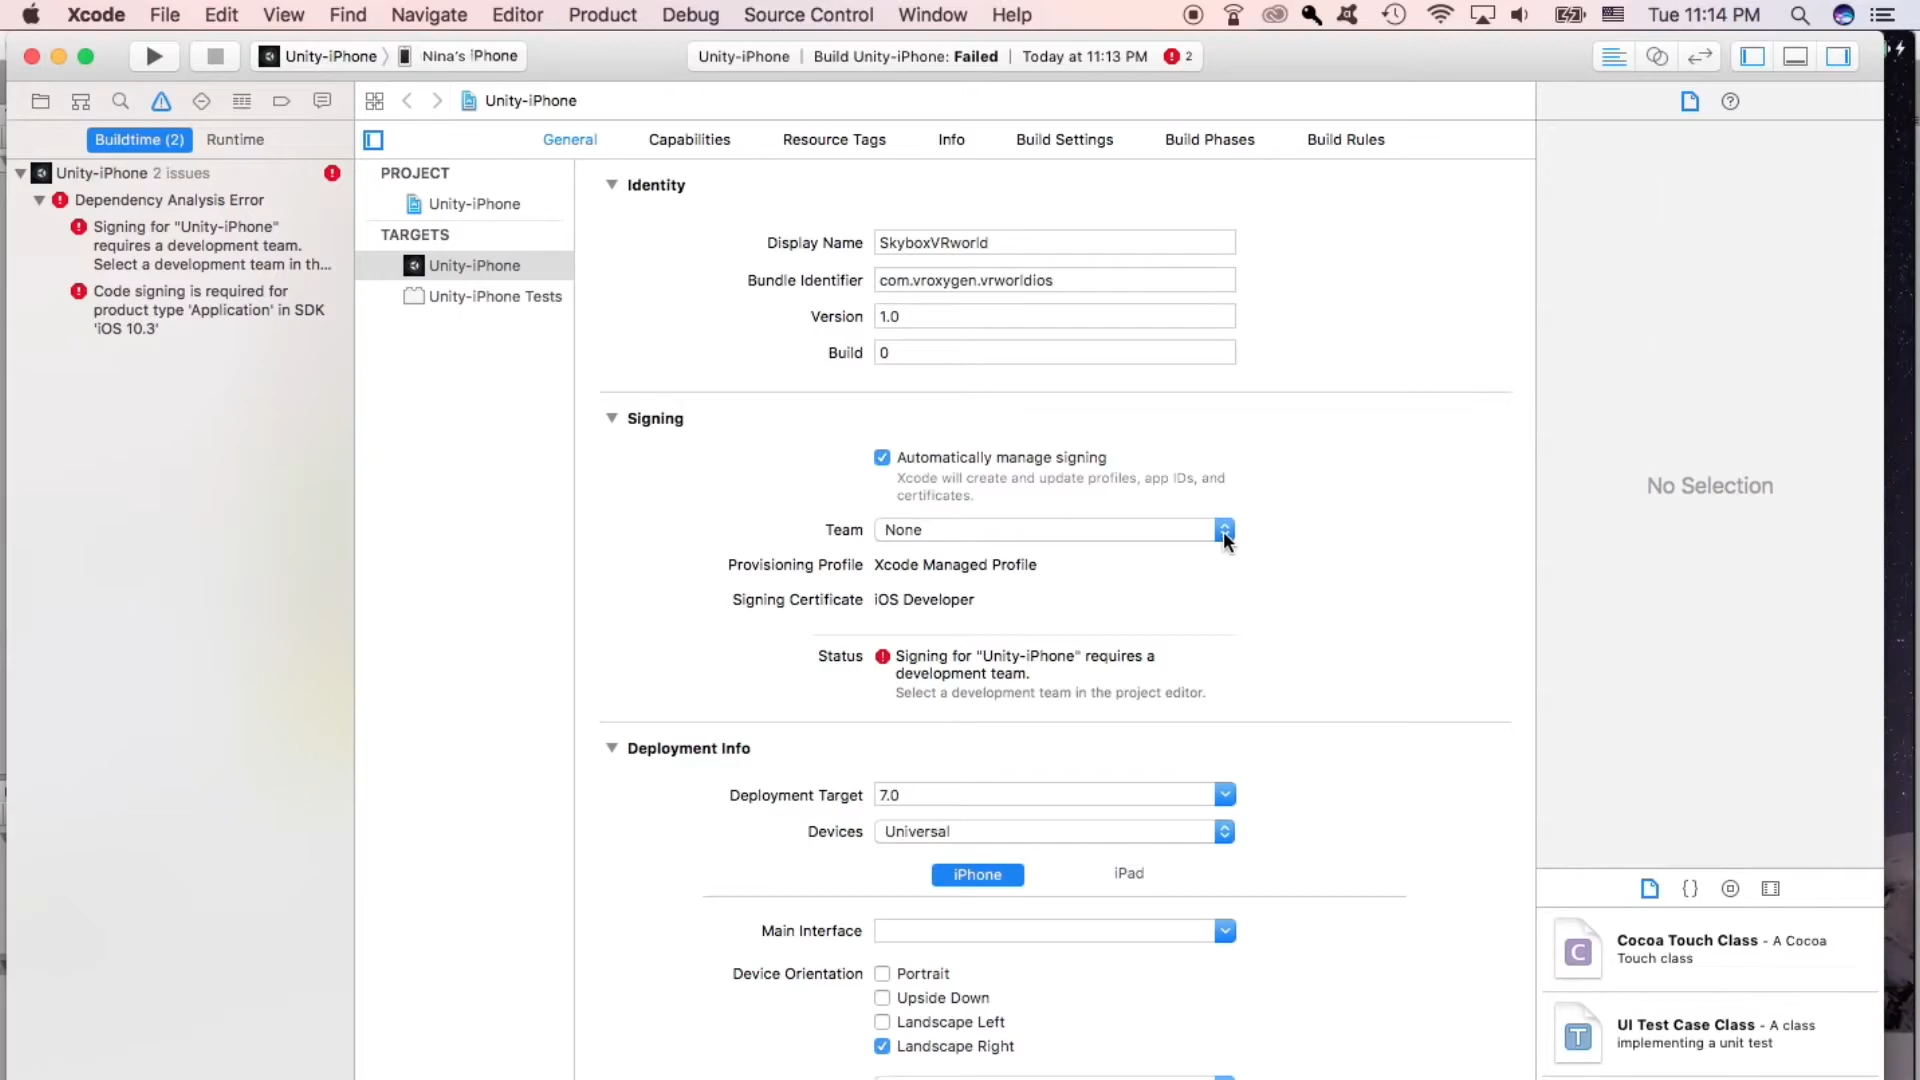 Xcode File Edit View Find Navigate Editor Product Debug Source Control Window Help Tue 11:14 PM
Unity-iPhone Nina's iPhone Unity-iPhone | Build Unity-iPhone: Failed | Today at 11:13 PM 2
Unity-iPhone
Buildtime (2) Runtime
General Capabilities Resource Tags Info Build Settings Build Phases Build Rules
Unity-iPhone 2 issues
Dependency Analysis Error
Signing for "Unity-iPhone"
requires a development team.
Select a development team in th...
Code signing is required for
product type 'Application' in SDK
'iOS 10.3'
PROJECT
Unity-iPhone
TARGETS
Unity-iPhone
Unity-iPhone Tests
Identity
Display Name SkyboxVRworld
Bundle Identifier com.vroxygen.vrworldios
Version 1.0
Build 0
Signing
Automatically manage signing
Xcode will create and update profiles, app IDs, and
certificates.
Team None
Provisioning Profile Xcode Managed Profile
Signing Certificate iOS Developer
Status Signing for "Unity-iPhone" requires a
development team.
Select a development team in the project editor.
Deployment Info
Deployment Target 7.0
Devices Universal
iPhone iPad
Main Interface
Device Orientation Portrait
Upside Down
Landscape Left
Landscape Right
No Selection
{}
C
Cocoa Touch Class - A Cocoa
Touch class
T
UI Test Case Class - A class
implementing a unit test